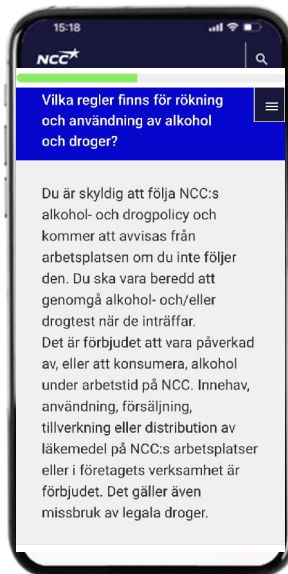 15:18
NCC
Vilka regler finns för rökning
och användning av alkohol
och droger?
Du är skyldig att följa NCC:s
alkohol- och drogpolicy och
kommer att avvisas från
arbetsplatsen om du inte följer
den. Du ska vara beredd att
genomgå alkohol- och/eller
drogtest när de inträffar.
Det är förbjudet att vara påverkad
av, eller att konsumera, alkohol
under arbetstid på NCC. Innehav,
användning, försäljning,
tillverkning eller distribution av
läkemedel på NCC:s arbetsplatser
eller i företagets verksamhet är
förbjudet. Det gäller även
missbruk av legala droger.